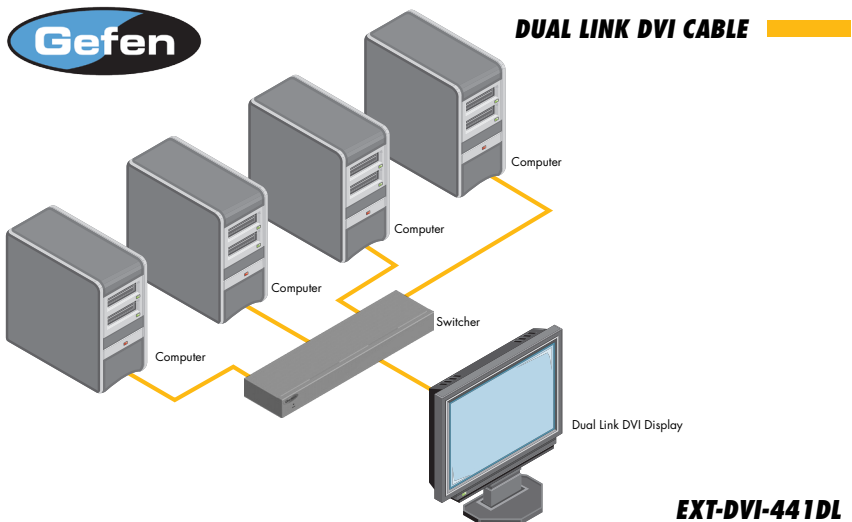 Gefen
DUAL LINK DVI CABLE
Computer
Computer
Computer
Computer
Switcher
Dual Link DVI Display
EXT-DVI-441DL